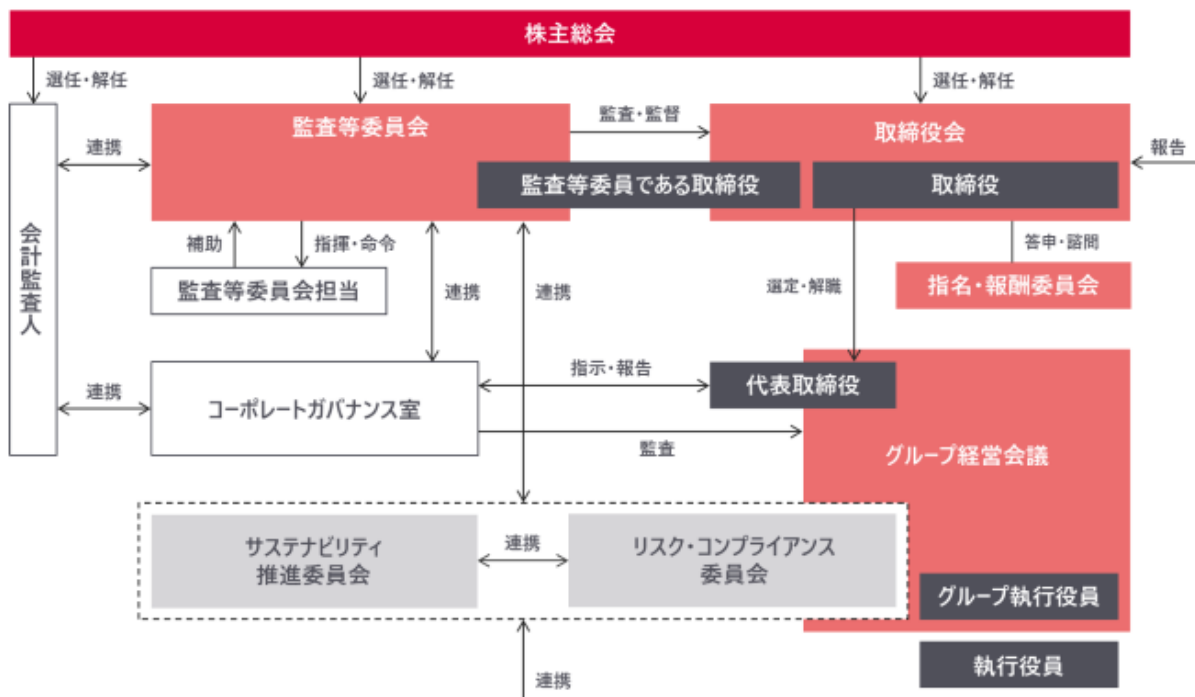 株主総会
選任・解任
選任・解任
選任・解任
監査等委員会
監査・監督
取締役会
連携
報告
監査等委員である取締役
取締役
会計監査人
補助
指揮・命令
答申・諮問
監査等委員会担当
連携
連携
選定・解職
指名・報酬委員会
指示・報告
代表取締役
連携
コーポレートガバナンス室
監査
グループ経営会議
サステナビリティ
推進委員会
連携
リスク・コンプライアンス
委員会
グループ執行役員
執行役員
連携